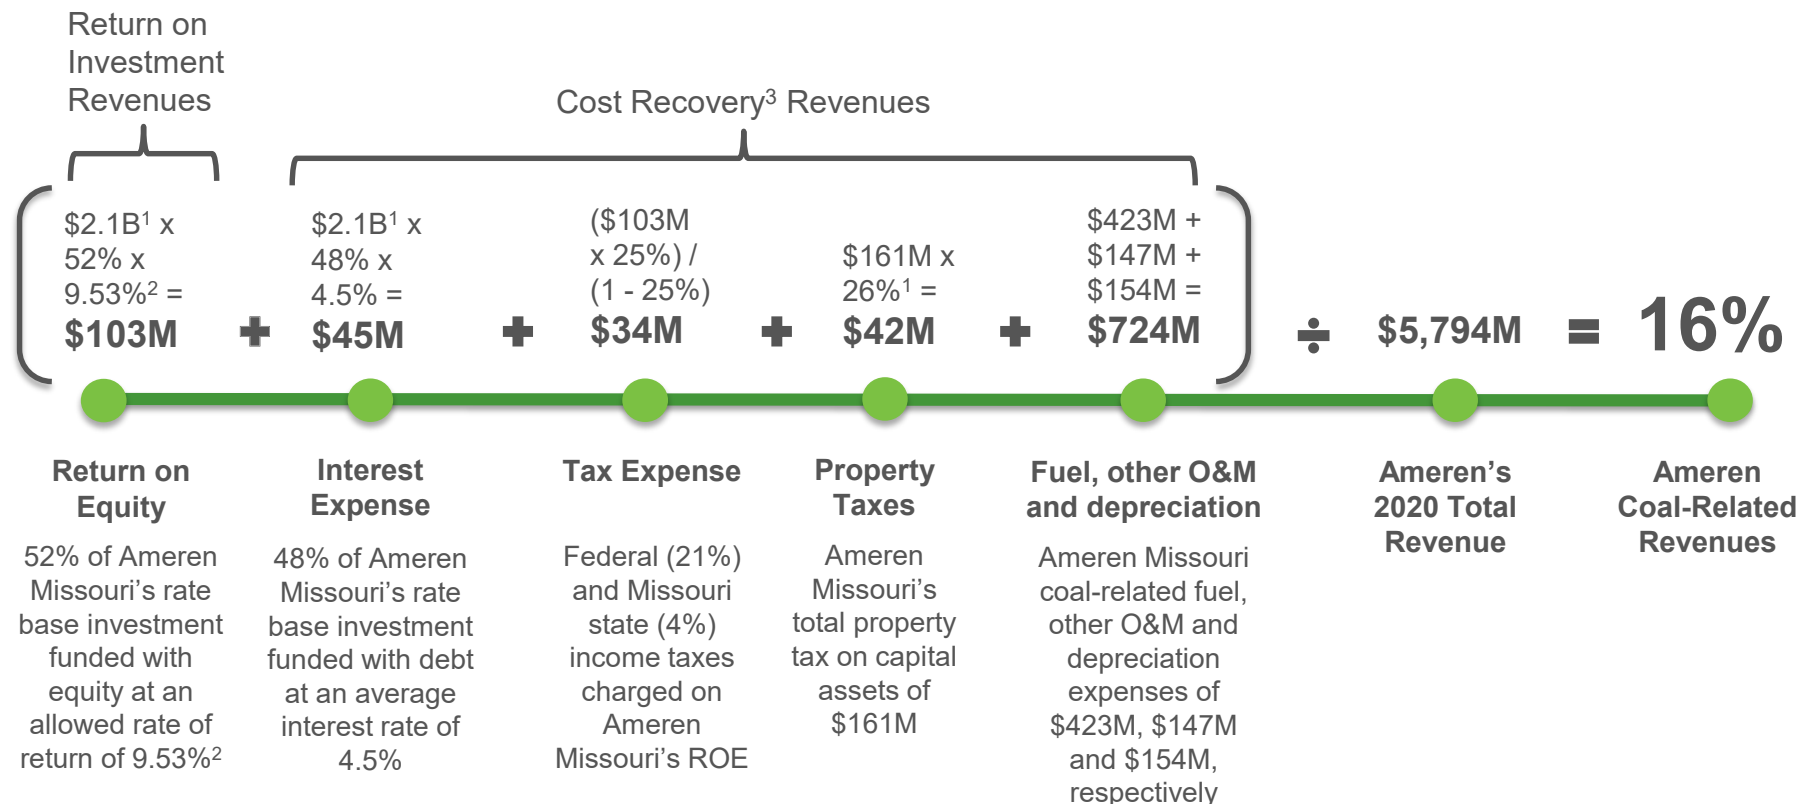 Return on
Investment
Revenues
Cost Recovery³ Revenues
$2.1B¹ x
52% x
9.53%² =
$103M
+
$2.1B¹ x
48% x
4.5% =
$45M
+
($103M
x 25%) /
(1 - 25%)
$34M
+
$161M x
26%¹ =
$42M
+
$423M +
$147M +
$154M =
$724M
÷
$5,794M
=
16%
Return on
Equity
52% of Ameren
Missouri’s rate
base investment
funded with
equity at an
allowed rate of
return of 9.53%²
Interest
Expense
48% of Ameren
Missouri’s rate
base investment
funded with debt
at an average
interest rate of
4.5%
Tax Expense
Federal (21%)
and Missouri
state (4%)
income taxes
charged on
Ameren
Missouri’s ROE
Property
Taxes
Ameren
Missouri’s
total property
tax on capital
assets of
$161M
Fuel, other O&M
and depreciation
Ameren Missouri
coal-related fuel,
other O&M and
depreciation
expenses of
$423M, $147M
and $154M,
respectively
Ameren’s
2020 Total
Revenue
Ameren
Coal-Related
Revenues